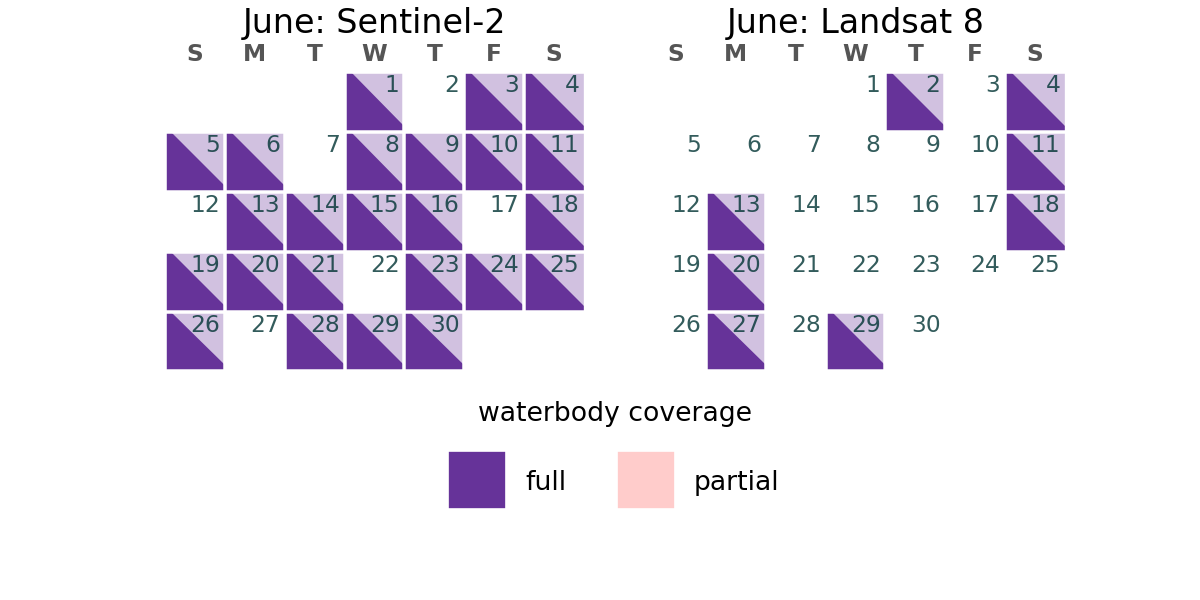 June: Sentinel-2
S M T W T F S
1 2 3 4
5 6 7 8 9 10 11
12 13 14 15 16 17 18
19 20 21 22 23 24 25
26 27 28 29 30
June: Landsat 8
S M T W T F S
1 2 3 4
5 6 7 8 9 10 11
12 13 14 15 16 17 18
19 20 21 22 23 24 25
26 27 28 29 30
waterbody coverage
full partial